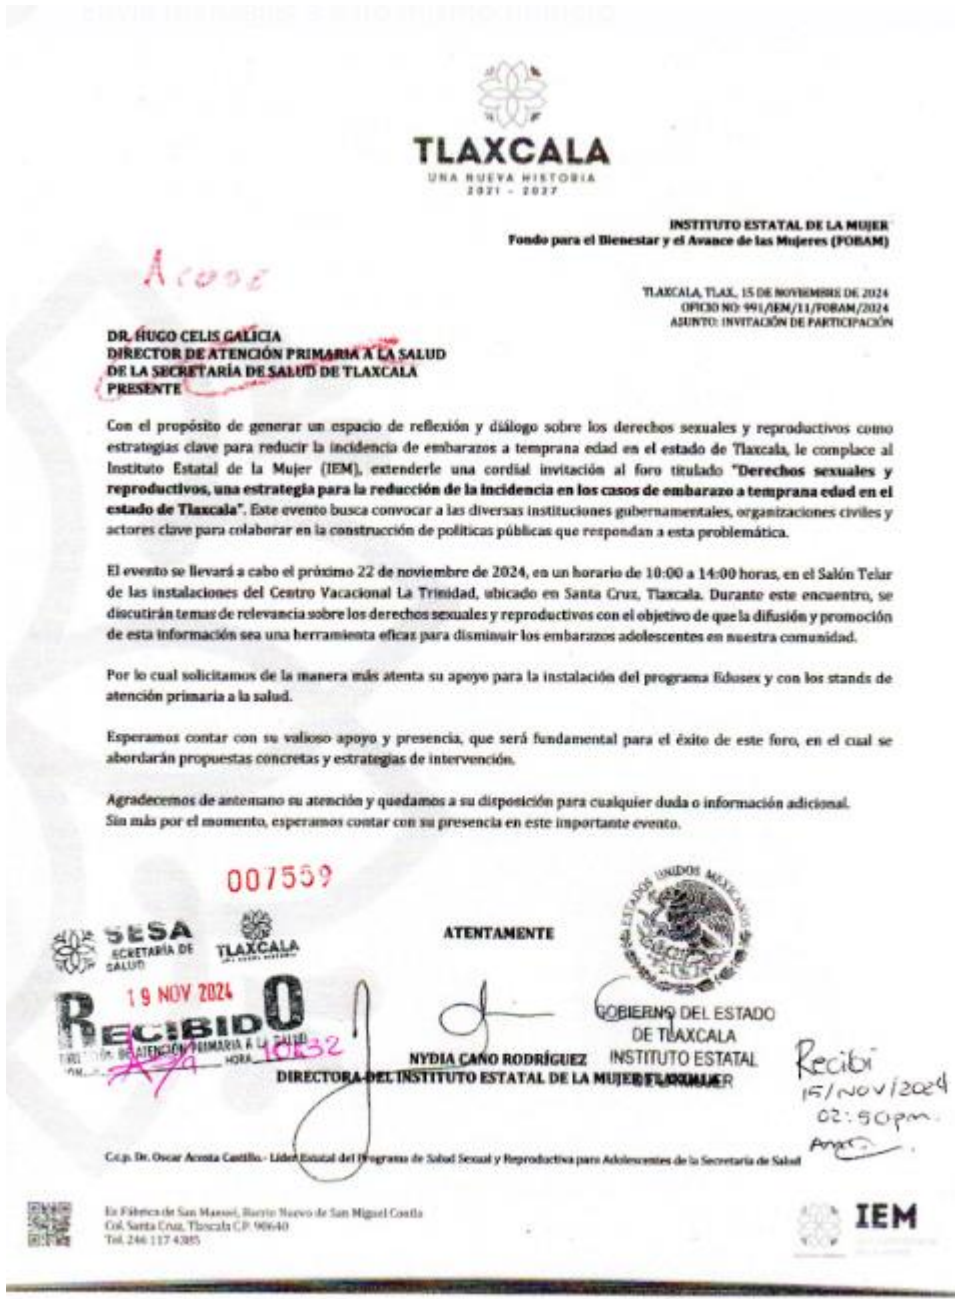 TLAXCALA
UNA NUEVA HISTORIA
2021 - 2027
INSTITUTO ESTATAL DE LA MUJER
Fondo para el Bienestar y el Avance de las Mujeres (FOBAM)
TLAXCALA, TLAX., 15 DE NOVIEMBRE DE 2024
OFICIO NO: 991/IEM/11/FOBAM/2024
ASUNTO: INVITACIÓN DE PARTICIPACIÓN
DR. HUGO CELIS GALICIA
DIRECTOR DE ATENCIÓN PRIMARIA A LA SALUD
DE LA SECRETARÍA DE SALUD DE TLAXCALA
PRESENTE
Con el propósito de generar un espacio de reflexión y diálogo sobre los derechos sexuales y reproductivos como
estrategias clave para reducir la incidencia de embarazos a temprana edad en el estado de Tlaxcala, le complace al
Instituto Estatal de la Mujer (IEM), extenderle una cordial invitación al foro titulado "Derechos sexuales y
reproductivos, una estrategia para la reducción de la incidencia en los casos de embarazo a temprana edad en el
estado de Tlaxcala". Este evento busca convocar a las diversas instituciones gubernamentales, organizaciones civiles y
actores clave para colaborar en la construcción de políticas públicas que respondan a esta problemática.
El evento se llevará a cabo el próximo 22 de noviembre de 2024, en un horario de 10:00 a 14:00 horas, en el Salón Telar
de las instalaciones del Centro Vacacional La Trinidad, ubicado en Santa Cruz, Tlaxcala. Durante este encuentro, se
discutirán temas de relevancia sobre los derechos sexuales y reproductivos con el objetivo de que la difusión y promoción
de esta información sea una herramienta eficaz para disminuir los embarazos adolescentes en nuestra comunidad.
Por lo cual solicitamos de la manera más atenta su apoyo para la instalación del programa Edusex y con los stands de
atención primaria a la salud.
Esperamos contar con su valioso apoyo y presencia, que será fundamental para el éxito de este foro, en el cual se
abordarán propuestas concretas y estrategias de intervención.
Agradecemos de antemano su atención y quedamos a su disposición para cualquier duda o información adicional.
Sin más por el momento, esperamos contar con su presencia en este importante evento.
007559
SESA
ECRETARÍA DE
SALUD
TLAXCALA
19 NOV 2024
RECIBIDO
DE ATENCIÓN PRIMARIA A LA SALUD
HORA 10:32
ATENTAMENTE
ESTADOS UNIDOS MEXICANOS
GOBIERNO DEL ESTADO
DE TLAXCALA
INSTITUTO ESTATAL
NYDIA CANO RODRÍGUEZ
DIRECTORA DEL INSTITUTO ESTATAL DE LA MUJER
Recibi
15/NOV/2024
02:50pm.
C.c.p. Dr. Oscar Acosta Castillo.- Líder Estatal del Programa de Salud Sexual y Reproductiva para Adolescentes de la Secretaría de Salud
Ex Fábrica de San Manuel, Barrio Nuevo de San Miguel Contla
Col. Santa Cruz, Tlaxcala C.P. 90640
Tel. 246 117 4385
IEM